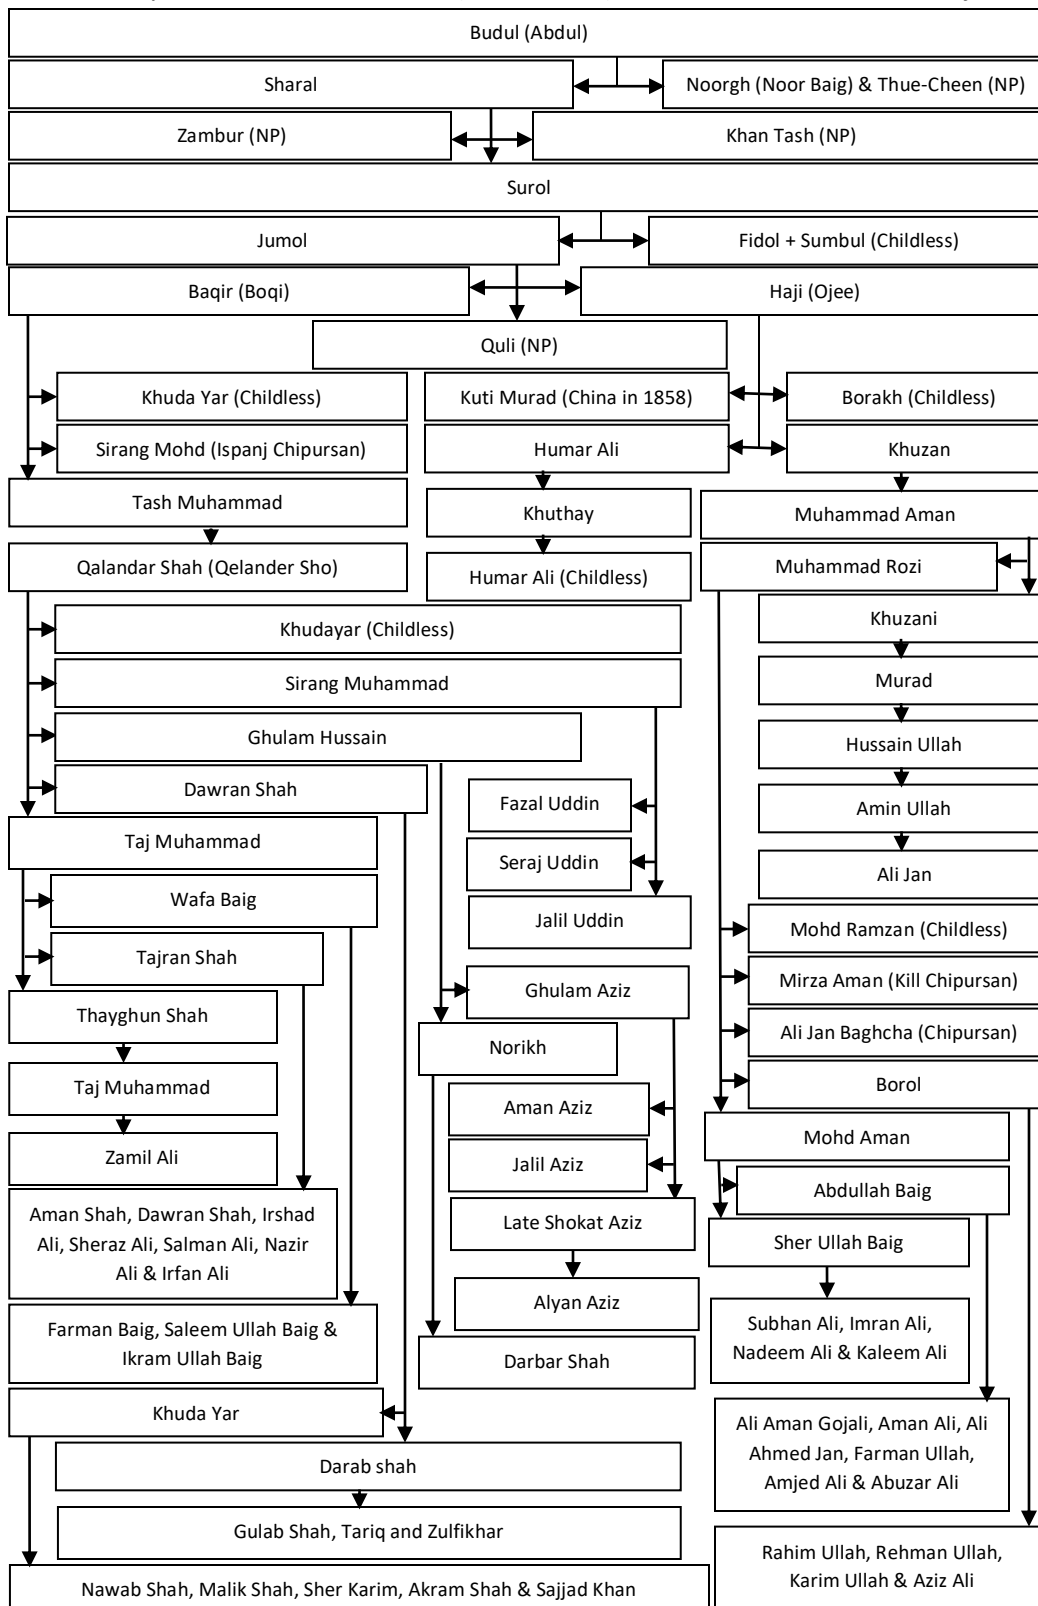 Budul (Abdul)
Sharal
Noorgh (Noor Baig) & Thue-Cheen (NP)
Zambur (NP)
Khan Tash (NP)
Surol
Jumol
Fidol + Sumbul (Childless)
Baqir (Boqi)
Haji (Ojee)
Quli (NP)
Khuda Yar (Childless)
Kuti Murad (China in 1858)
Borakh (Childless)
Sirang Mohd (Ispanj Chipursan)
Humar Ali
Khuzan
Tash Muhammad
Khuthay
Muhammad Aman
Qalandar Shah (Qelander Sho)
Humar Ali (Childless)
Muhammad Rozi
Khuzani
Khudayar (Childless)
Sirang Muhammad
Murad
Ghulam Hussain
Hussain Ullah
Dawran Shah
Fazal Uddin
Amin Ullah
Taj Muhammad
Seraj Uddin
Ali Jan
Wafa Baig
Jalil Uddin
Mohd Ramzan (Childless)
Tajran Shah
Mirza Aman (Kill Chipursan)
Ghulam Aziz
Thayghun Shah
Ali Jan Baghcha (Chipursan)
Norikh
Taj Muhammad
Borol
Aman Aziz
Mohd Aman
Zamil Ali
Jalil Aziz
Abdullah Baig
Aman Shah, Dawran Shah, Irshad
Ali, Sheraz Ali, Salman Ali, Nazir
Ali & Irfan Ali
Late Shokat Aziz
Sher Ullah Baig
Alyan Aziz
Farman Baig, Saleem Ullah Baig &
Ikram Ullah Baig
Subhan Ali, Imran Ali,
Nadeem Ali & Kaleem Ali
Darbar Shah
Khuda Yar
Ali Aman Gojali, Aman Ali, Ali
Ahmed Jan, Farman Ullah,
Amjed Ali & Abuzar Ali
Darab shah
Gulab Shah, Tariq and Zulfikhar
Rahim Ullah, Rehman Ullah,
Karim Ullah & Aziz Ali
Nawab Shah, Malik Shah, Sher Karim, Akram Shah & Sajjad Khan